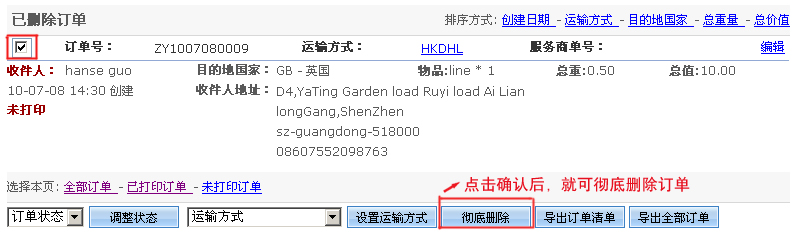 已删除订单 排序方式: 创建日期 - 运输方式 - 目的地国家 - 总重量 - 总价值
订单号: ZY1007080009 运输方式: HKDHL 服务商单号: 编辑
收件人: hanse guo 目的地国家: GB - 英国 物品:line * 1 总重:0.50 总值:10.00
10-07-08 14:30 创建 收件人地址: D4,YaTing Garden load Ruyi load Ai Lian
未打印 longGang,ShenZhen
sz-guangdong-518000
08607552098763
选择本页: 全部订单 - 已打印订单 - 未打印订单 点击确认后，就可彻底删除订单
订单状态 调整状态 运输方式 设置运输方式 彻底删除 导出订单清单 导出全部订单